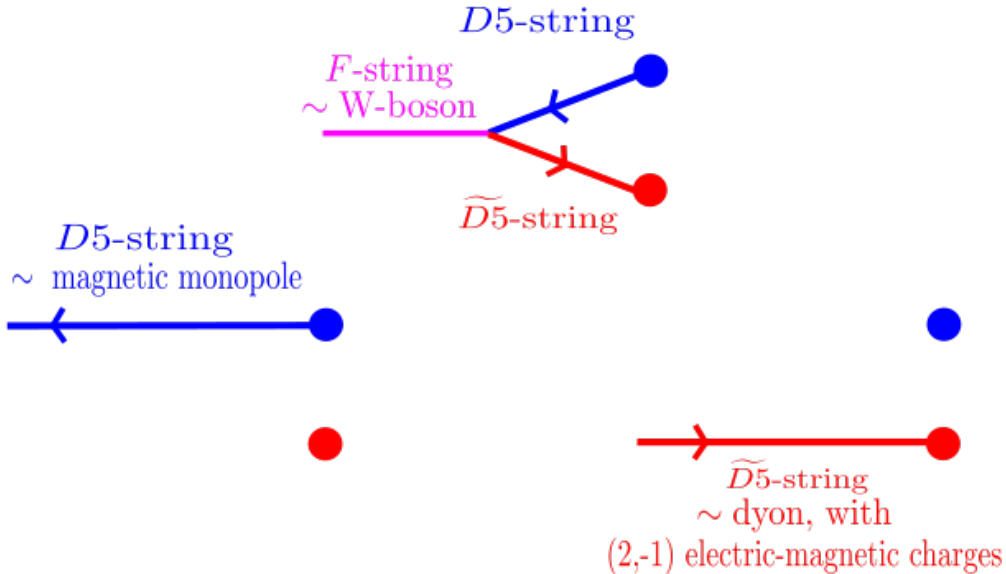 D5-string
F-string
~ W-boson
D̃5-string
D5-string
~ magnetic monopole
D̃5-string
~ dyon, with
(2,-1) electric-magnetic charges